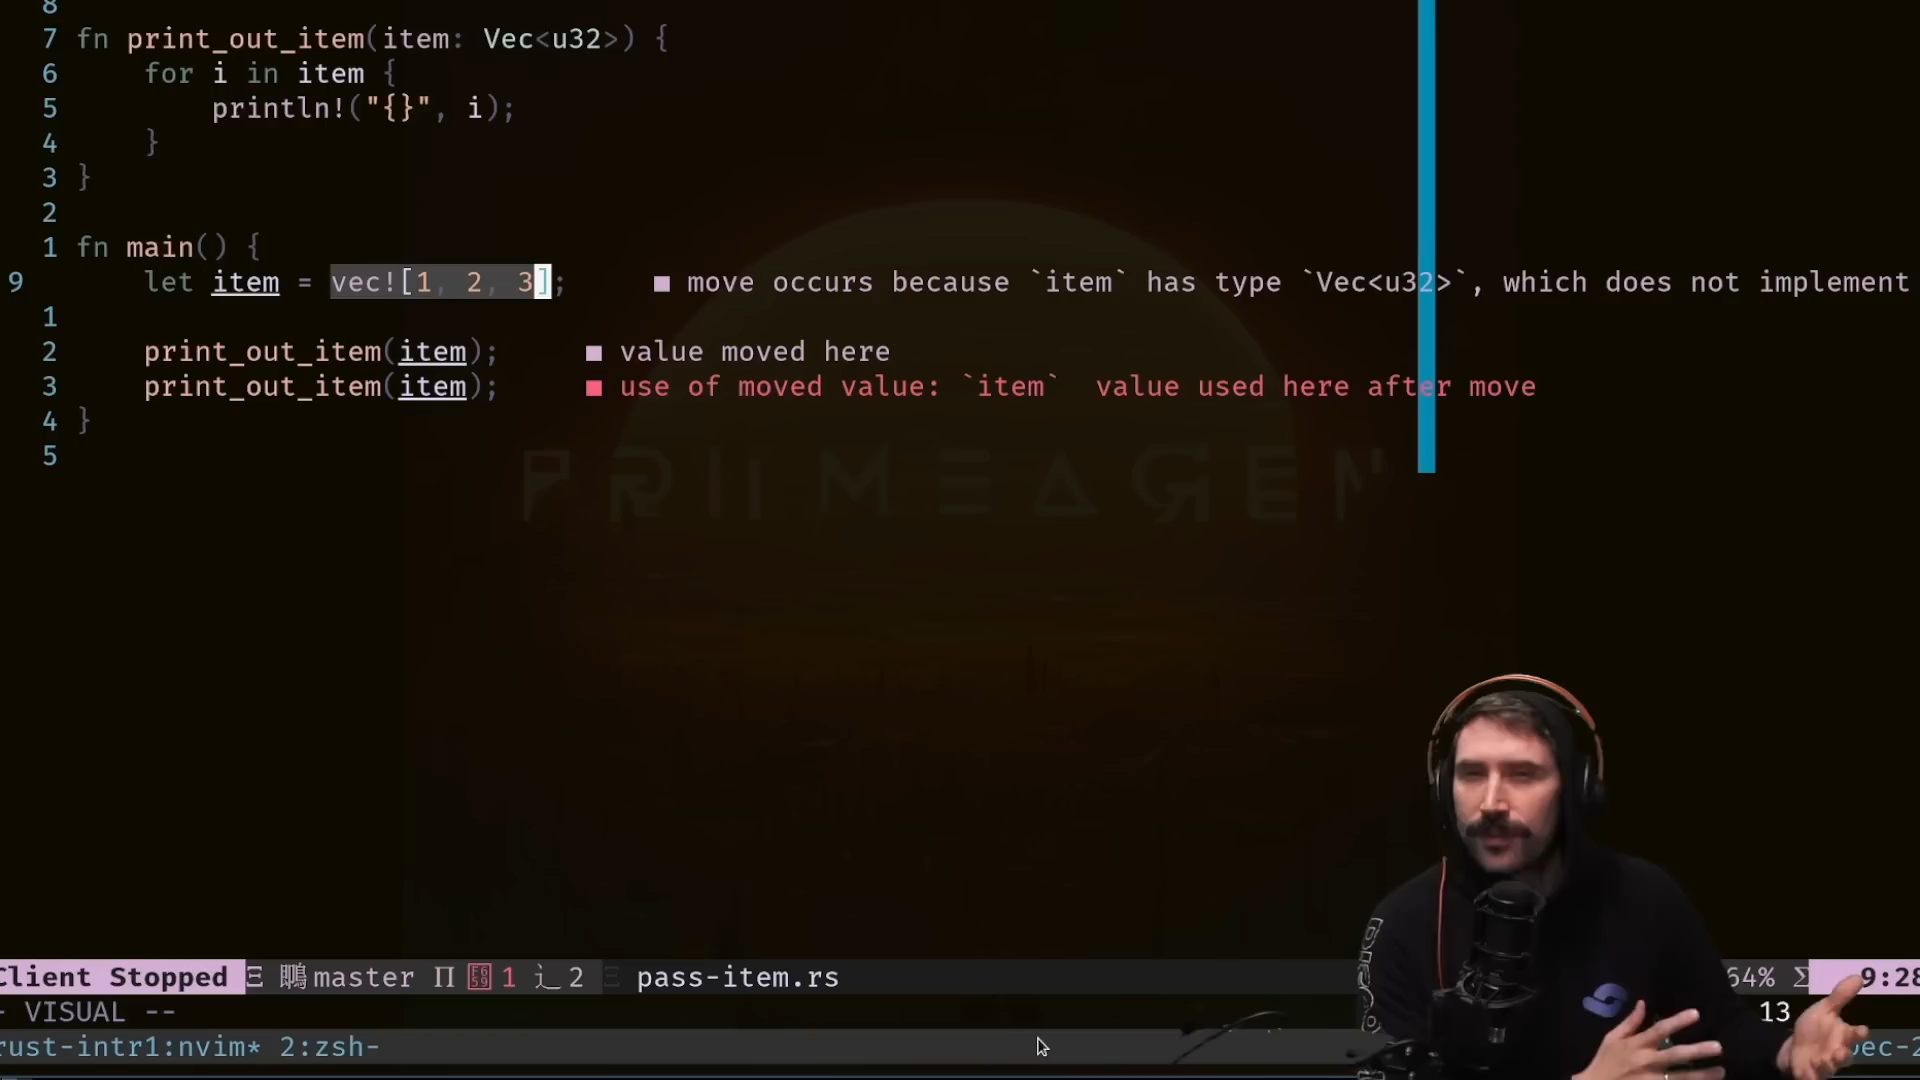 8
7 fn print_out_item(item: Vec<u32>) {
6 for i in item {
5 println!("{}", i);
4 }
3 }
2
1 fn main() {
9 let item = vec![1, 2, 3]; ■ move occurs because `item` has type `Vec<u32>`, which does not implement
1
2 print_out_item(item); ■ value moved here
3 print_out_item(item); ■ use of moved value: `item` value used here after move
4 }
5
PRIMEAGEN
Client Stopped master 1 2 pass-item.rs 64% 9:28
- VISUAL -- 13
rust-intr1:nvim* 2:zsh- pec-2